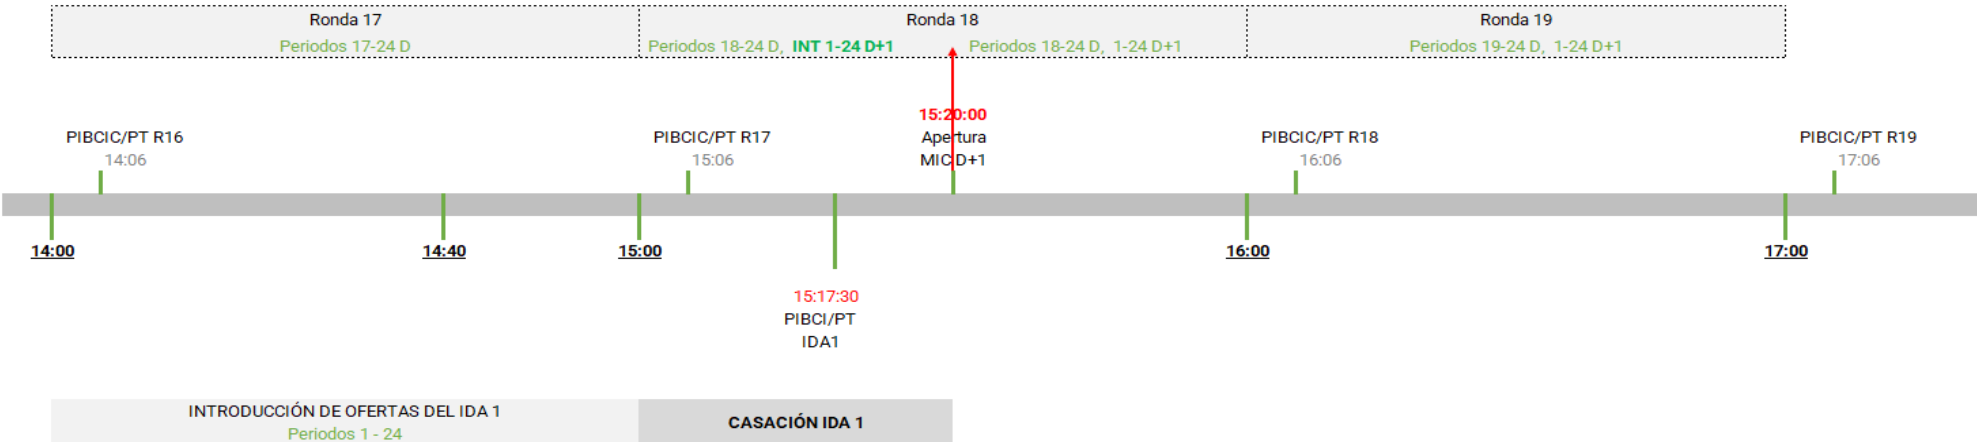 Ronda 17
Periodos 17-24 D
Ronda 18
Periodos 18-24 D, INT 1-24 D+1
Periodos 18-24 D, 1-24 D+1
Ronda 19
Periodos 19-24 D, 1-24 D+1
PIBCIC/PT R16
14:06
PIBCIC/PT R17
15:06
15:20:00
Apertura
MIC D+1
PIBCIC/PT R18
16:06
PIBCIC/PT R19
17:06
14:00
14:40
15:00
16:00
17:00
15:17:30
PIBCI/PT
IDA1
INTRODUCCIÓN DE OFERTAS DEL IDA 1
Periodos 1 - 24
CASACIÓN IDA 1